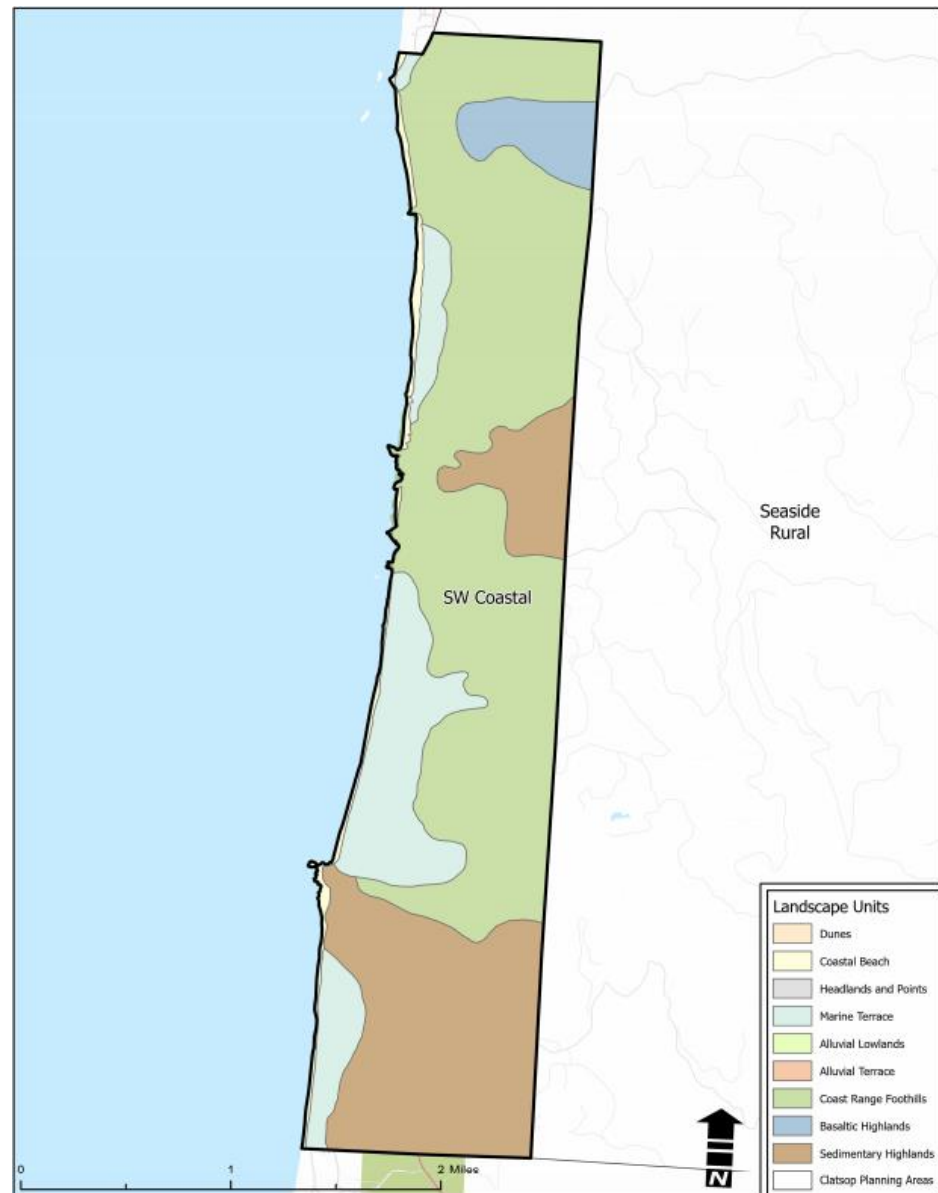 Seaside
Rural
SW Coastal
Landscape Units
Dunes
Coastal Beach
Headlands and Points
Marine Terrace
Alluvial Lowlands
Alluvial Terrace
Coast Range Foothills
Basaltic Highlands
Sedimentary Highlands
Clatsop Planning Areas
0 1 2 Miles
N